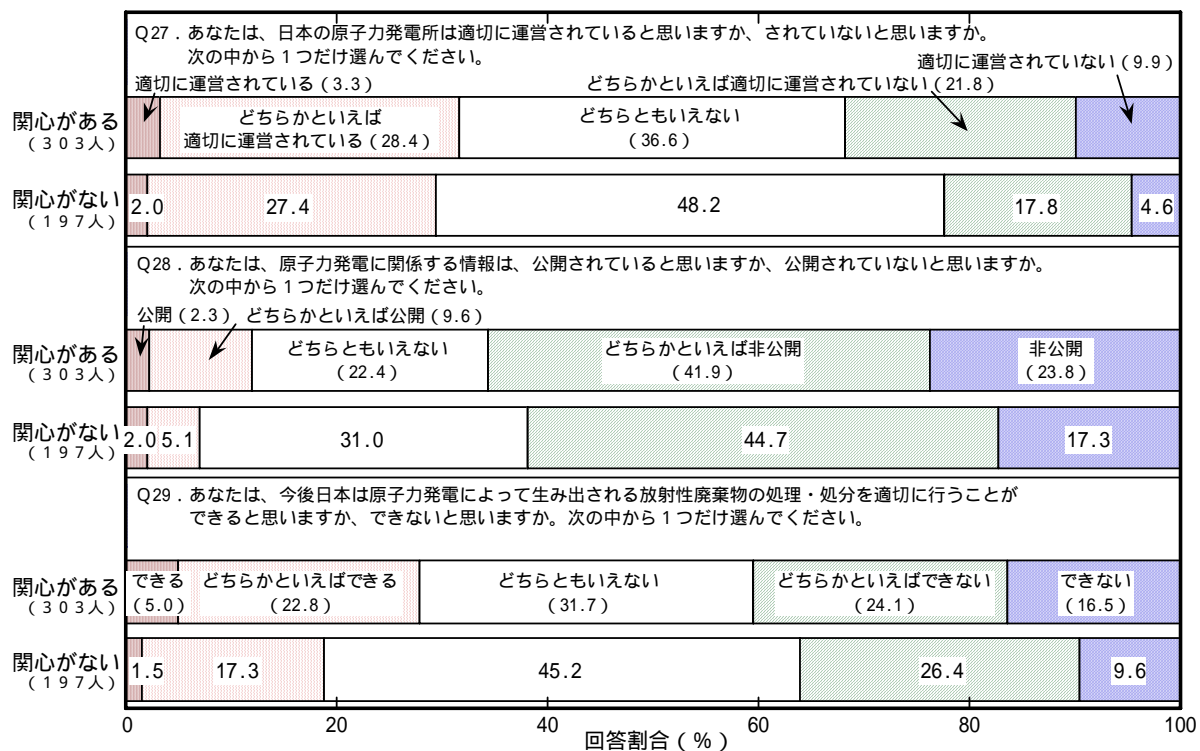 Q27．あなたは、日本の原子力発電所は適切に運営されていると思いますか、されていないと思いますか。
次の中から１つだけ選んでください。
適切に運営されていない(9.9)
適切に運営されている(3.3)
どちらかといえば適切に運営されていない(21.8)
関心がある
(３０３人)
どちらかといえば
適切に運営されている(28.4)
どちらともいえない
(36.6)
関心がない
(１９７人)
2.0
27.4
48.2
17.8
4.6
Q28．あなたは、原子力発電に関係する情報は、公開されていると思いますか、公開されていないと思いますか。
次の中から１つだけ選んでください。
公開(2.3)
どちらかといえば公開(9.6)
関心がある
(３０３人)
どちらともいえない
(22.4)
どちらかといえば非公開
(41.9)
非公開
(23.8)
関心がない
(１９７人)
2.0
5.1
31.0
44.7
17.3
Q29．あなたは、今後日本は原子力発電によって生み出される放射性廃棄物の処理・処分を適切に行うことが
できると思いますか、できないと思いますか。次の中から１つだけ選んでください。
関心がある
(３０３人)
できる
(5.0)
どちらかといえばできる
(22.8)
どちらともいえない
(31.7)
どちらかといえばできない
(24.1)
できない
(16.5)
関心がない
(１９７人)
1.5
17.3
45.2
26.4
9.6
0 20 40 60 80 100
回答割合(％)